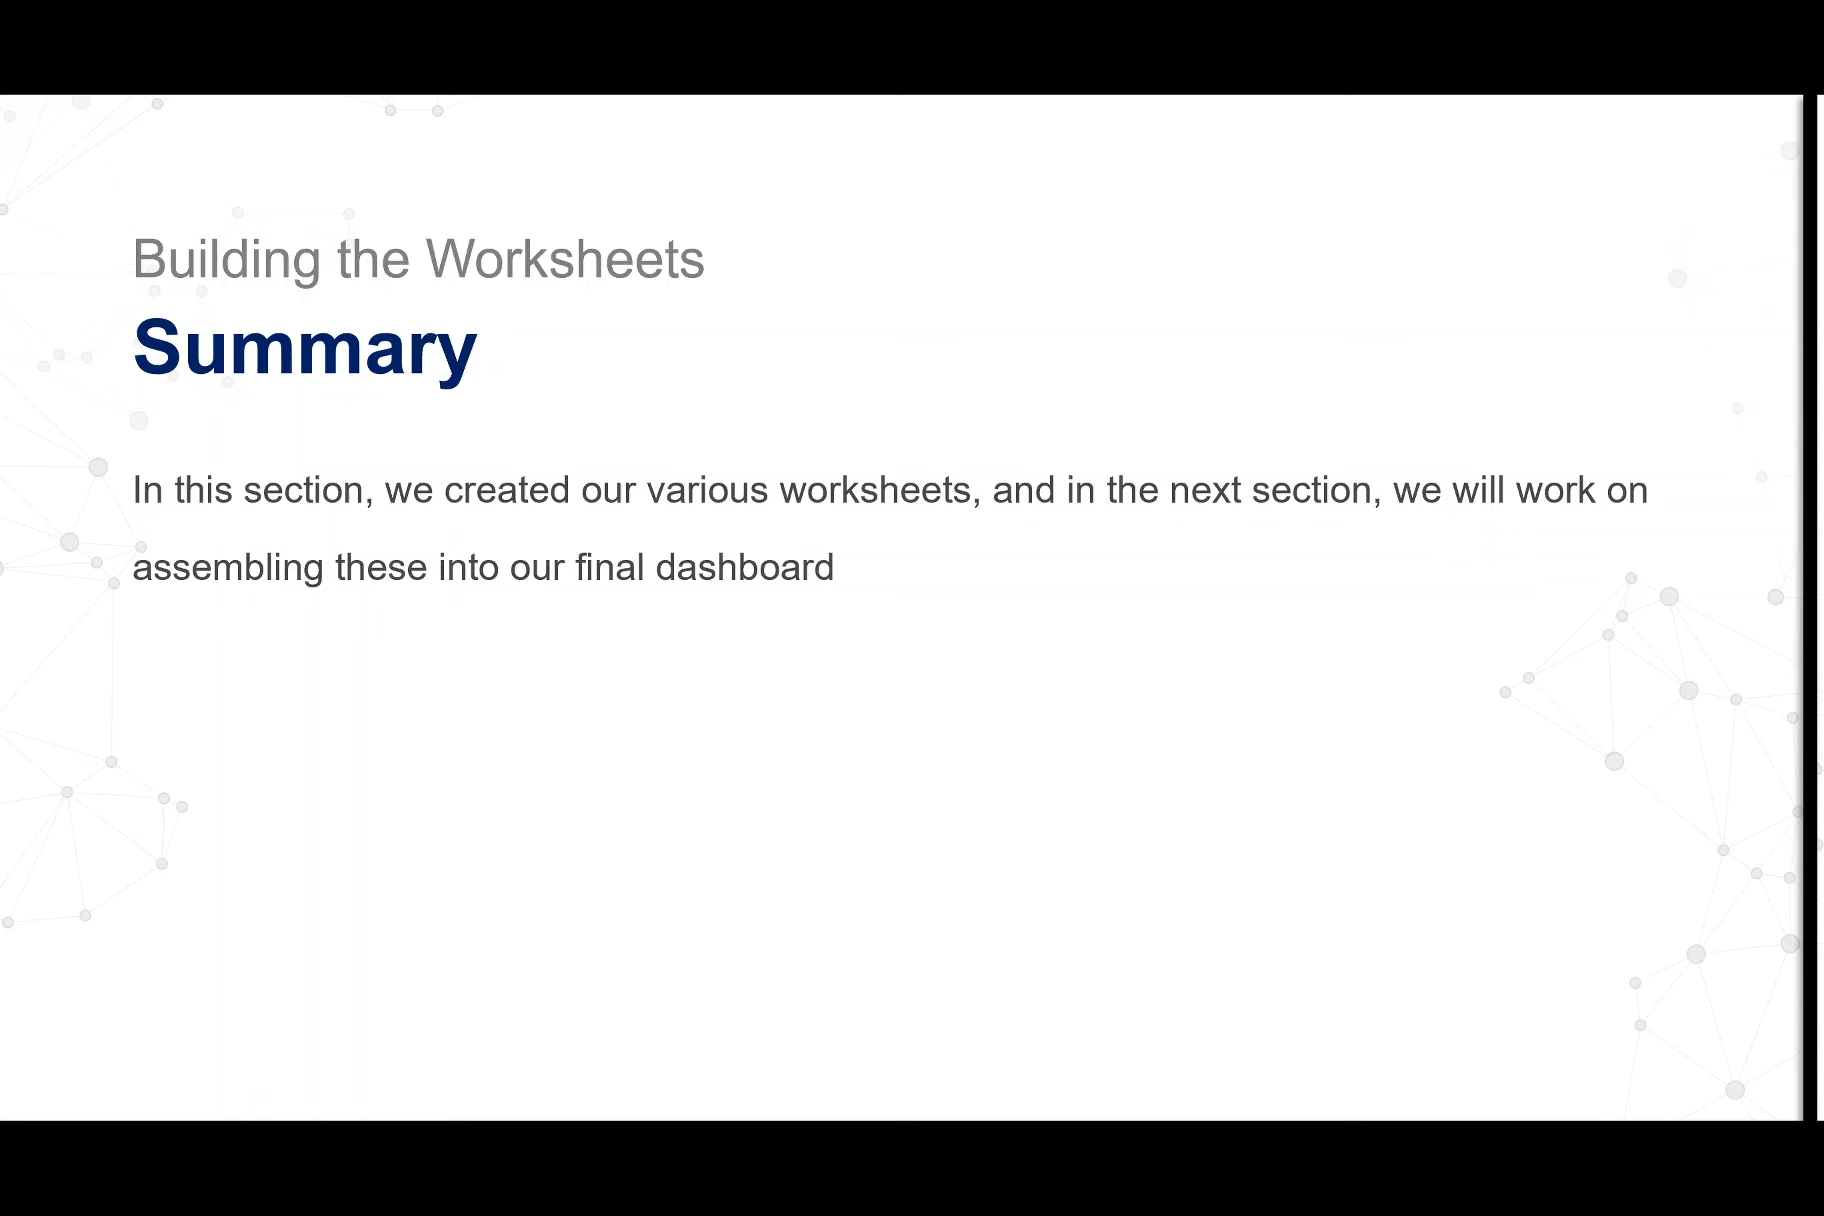 Building the Worksheets
Summary
In this section, we created our various worksheets, and in the next section, we will work on
assembling these into our final dashboard